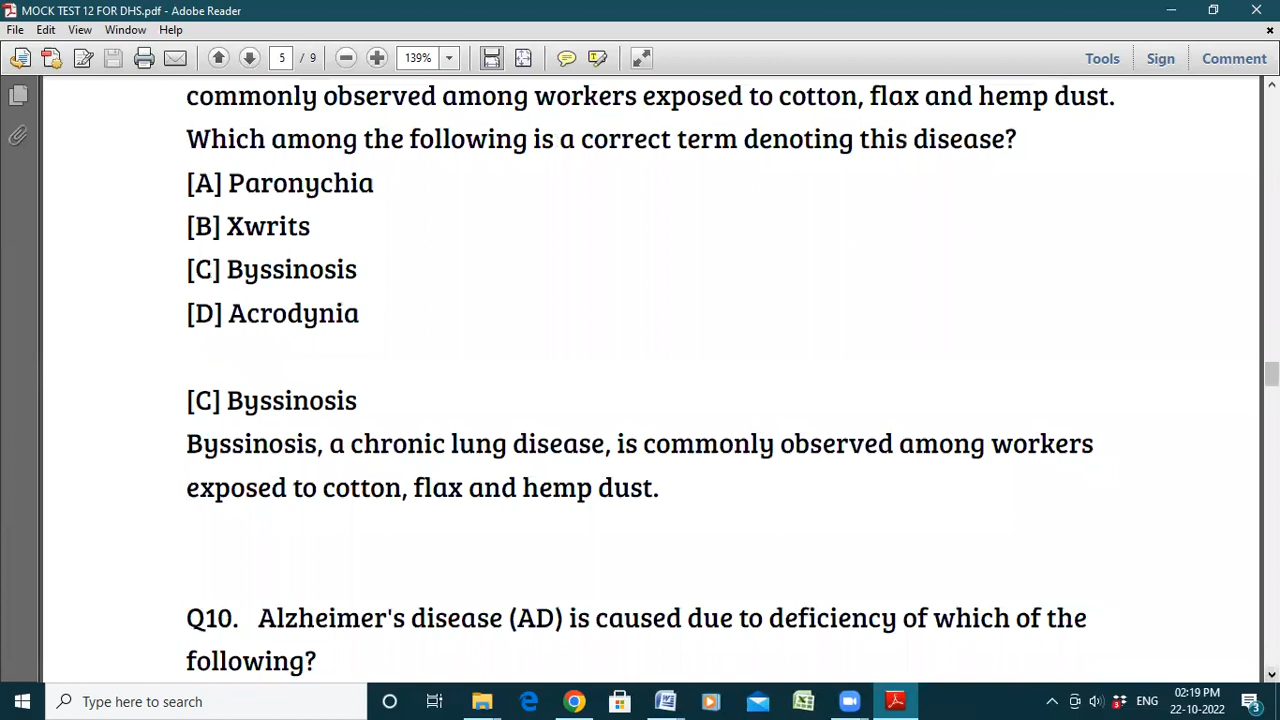 MOCK TEST 12 FOR DHS.pdf - Adobe Reader
File Edit View Window Help
5 / 9 139% Tools Sign Comment
commonly observed among workers exposed to cotton, flax and hemp dust.
Which among the following is a correct term denoting this disease?
[A] Paronychia
[B] Xwrits
[C] Byssinosis
[D] Acrodynia
[C] Byssinosis
Byssinosis, a chronic lung disease, is commonly observed among workers
exposed to cotton, flax and hemp dust.
Q10. Alzheimer's disease (AD) is caused due to deficiency of which of the
following?
Type here to search
ENG
02:19 PM
22-10-2022
3